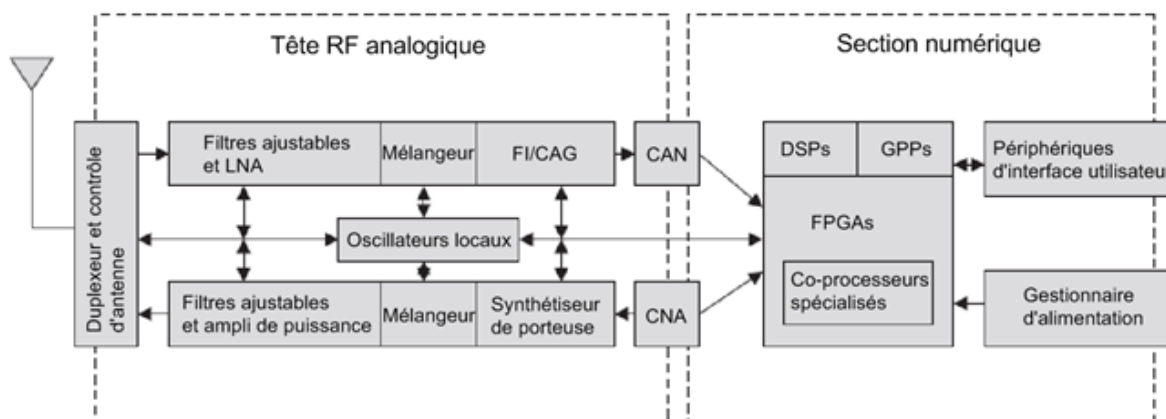 Tête RF analogique
Section numérique
Duplexeur et contrôle
d'antenne
Filtres ajustables
et LNA
Mélangeur
FI/CAG
CAN
Oscillateurs locaux
Filtres ajustables
et ampli de puissance
Mélangeur
Synthétiseur
de porteuse
CNA
DSPs
GPPs
FPGAs
Co-processeurs
spécialisés
Périphériques
d'interface utilisateur
Gestionnaire
d'alimentation